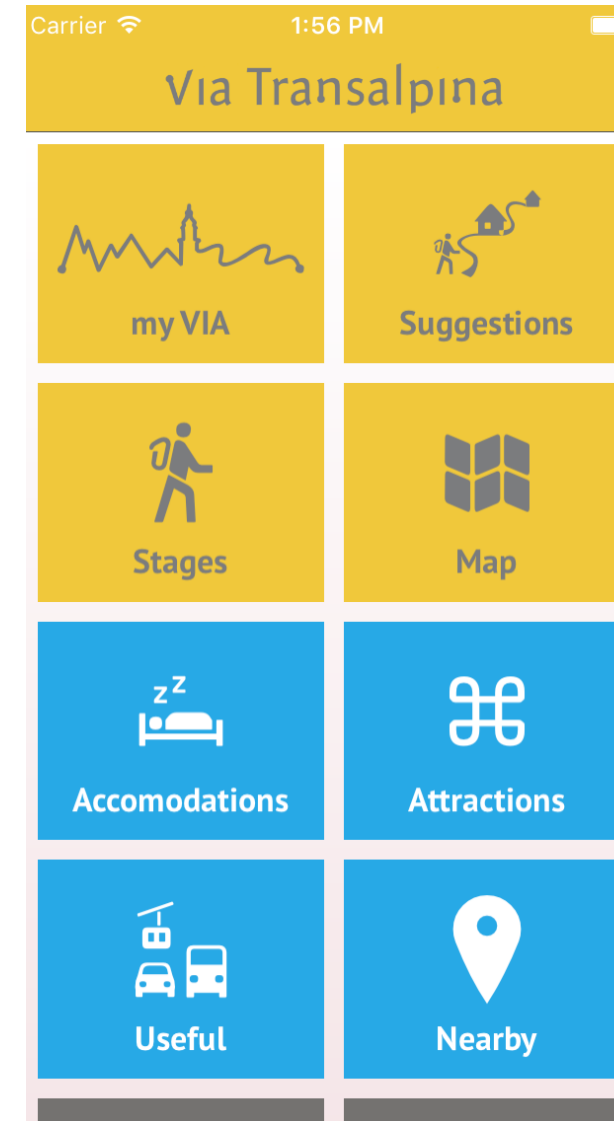 Carrier 1:56 PM
Via Transalpina
my VIA
Suggestions
Stages
Map
z Z
Accomodations
Attractions
Useful
Nearby